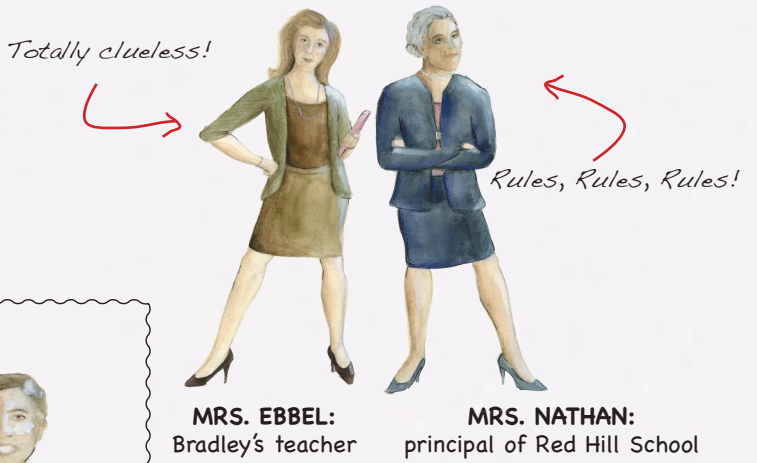 Totally clueless!
Rules, Rules, Rules!
MRS. EBBEL:
Bradley's teacher
MRS. NATHAN:
principal of Red Hill School